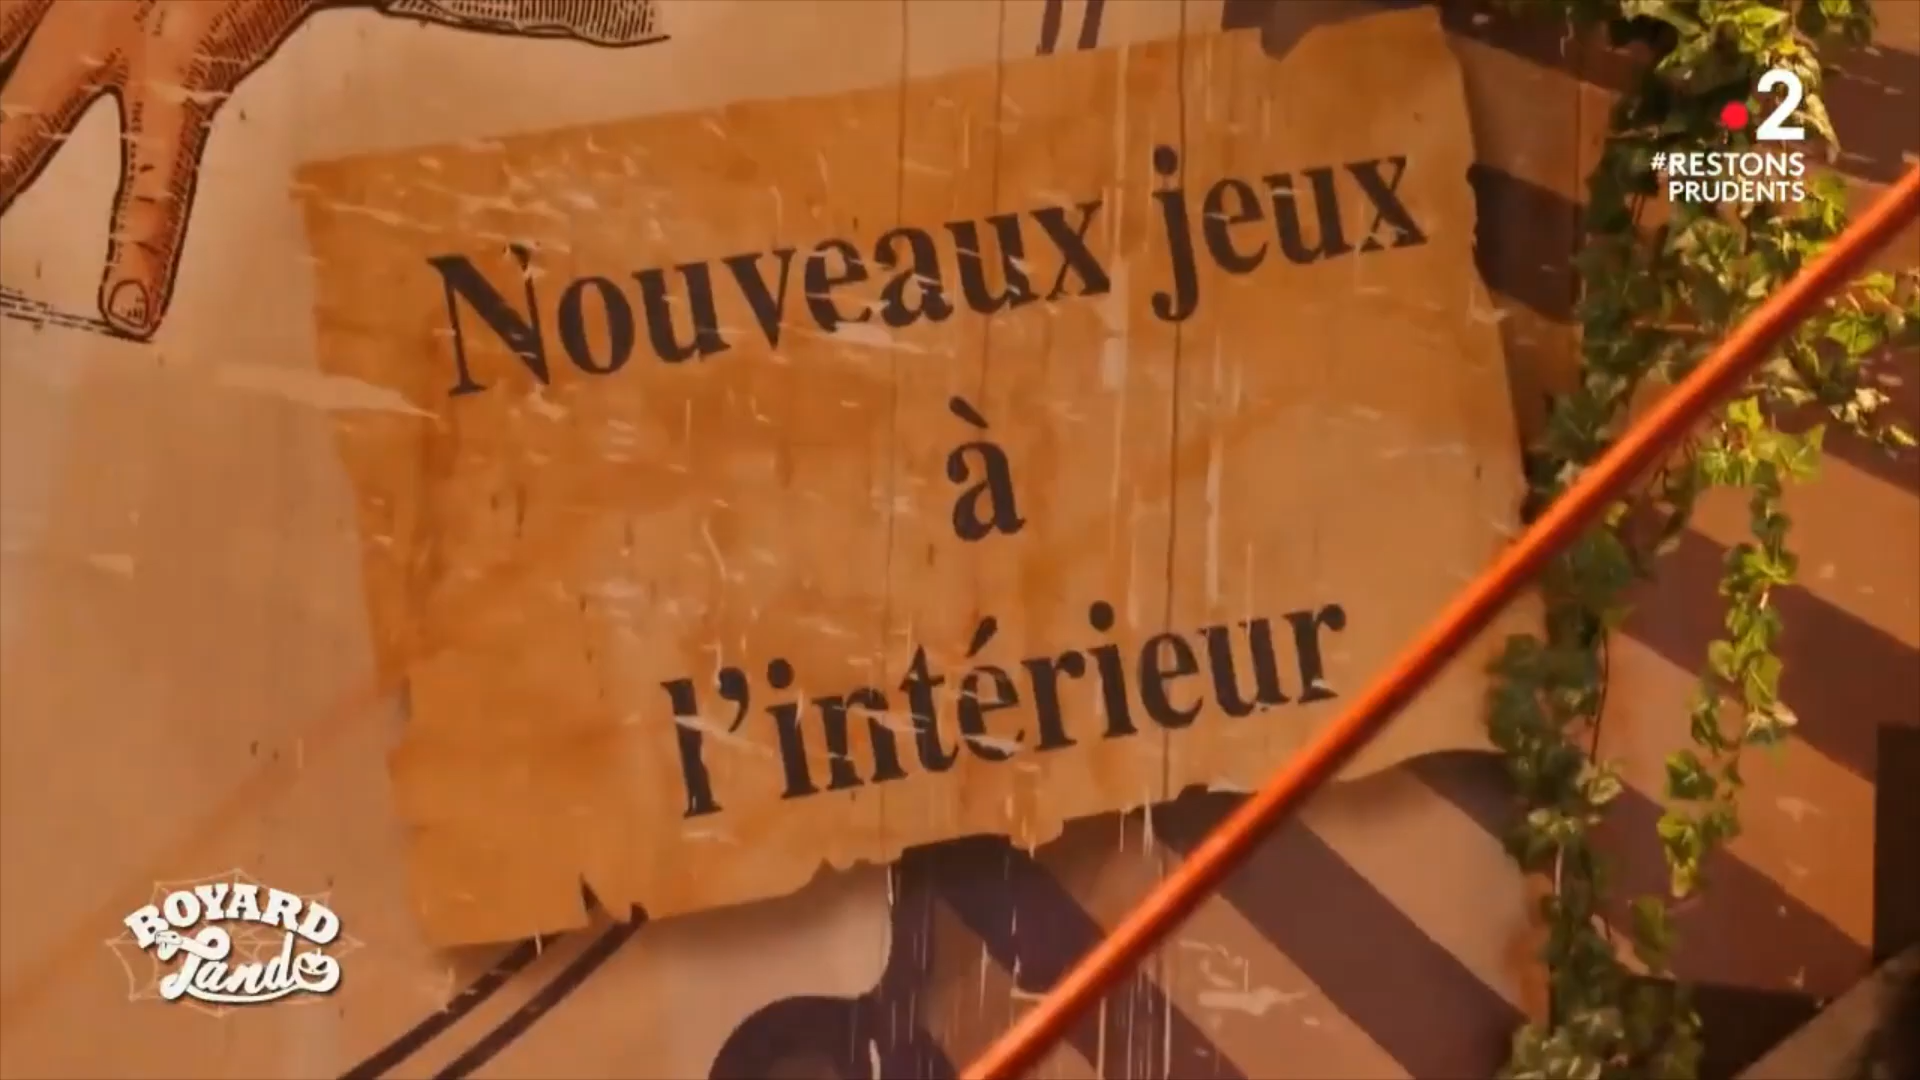 2
#RESTONS
PRUDENTS
Nouveaux jeux
à
l'intérieur
BOYARD
Land